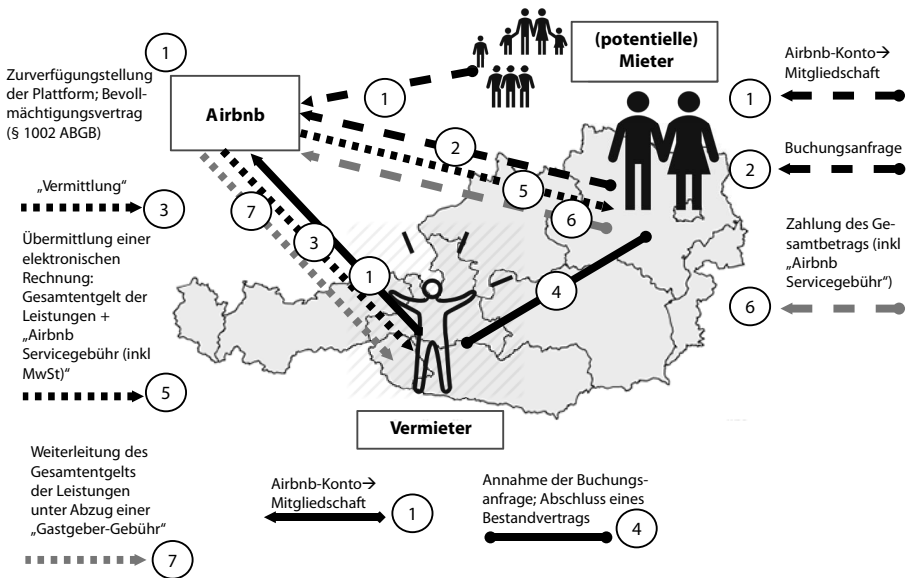 1
Zurverfügungstellung
der Plattform; Bevoll-
mächtigungsvertrag
(§ 1002 ABGB)
„Vermittlung“
3
Übermittlung einer
elektronischen
Rechnung:
Gesamtentgelt der
Leistungen +
„Airbnb
Servicegebühr (inkl
MwSt)“
5
Weiterleitung des
Gesamtentgelts
der Leistungen
unter Abzug einer
„Gastgeber-Gebühr“
7
Airbnb
(potentielle)
Mieter
1
2
5
6
7
3
1
4
Vermieter
Airbnb-Konto→
Mitgliedschaft
1
Annahme der Buchungs-
anfrage; Abschluss eines
Bestandvertrags
4
Airbnb-Konto→
Mitgliedschaft
1
Buchungsanfrage
2
Zahlung des Ge-
samtbetrags (inkl
„Airbnb
Servicegebühr“)
6